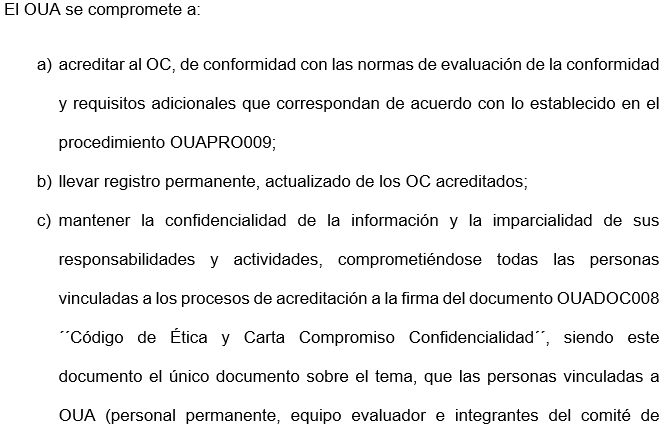 El OUA se compromete a:
a) acreditar al OC, de conformidad con las normas de evaluación de la conformidad
y requisitos adicionales que correspondan de acuerdo con lo establecido en el
procedimiento OUAPRO009;
b) llevar registro permanente, actualizado de los OC acreditados;
c) mantener la confidencialidad de la información y la imparcialidad de sus
responsabilidades y actividades, comprometiéndose todas las personas
vinculadas a los procesos de acreditación a la firma del documento OUADOC008
´´Código de Ética y Carta Compromiso Confidencialidad´´, siendo este
documento el único documento sobre el tema, que las personas vinculadas a
OUA (personal permanente, equipo evaluador e integrantes del comité de